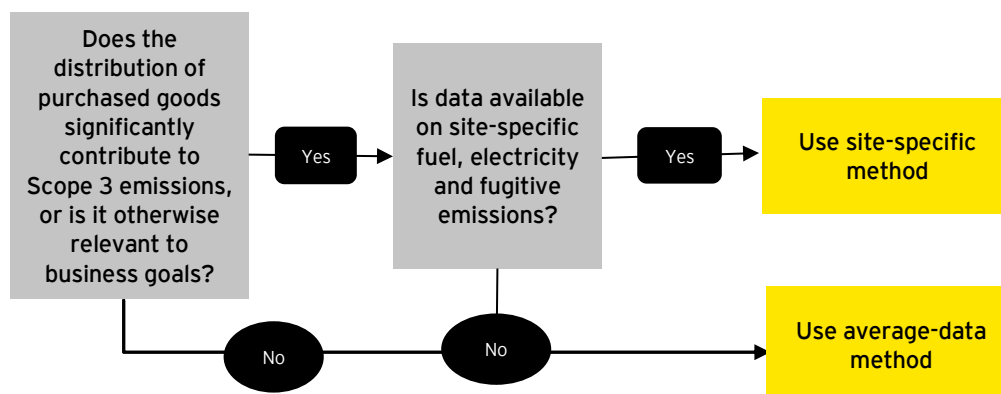 Does the
distribution of
purchased goods
significantly
contribute to
Scope 3 emissions,
or is it otherwise
relevant to
business goals?
Yes
Is data available
on site-specific
fuel, electricity
and fugitive
emissions?
Yes
Use site-specific
method
No
No
Use average-data
method